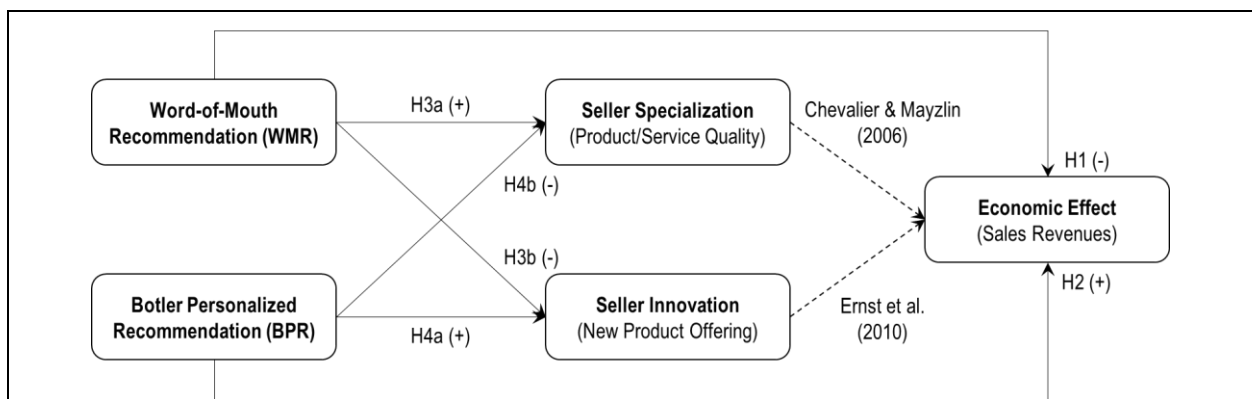 Word-of-Mouth
Recommendation (WMR)
H3a (+)
Seller Specialization
(Product/Service Quality)
Chevalier & Mayzlin
(2006)
H4b (-)
H1 (-)
Economic Effect
(Sales Revenues)
H3b (-)
H2 (+)
Botler Personalized
Recommendation (BPR)
H4a (+)
Seller Innovation
(New Product Offering)
Ernst et al.
(2010)